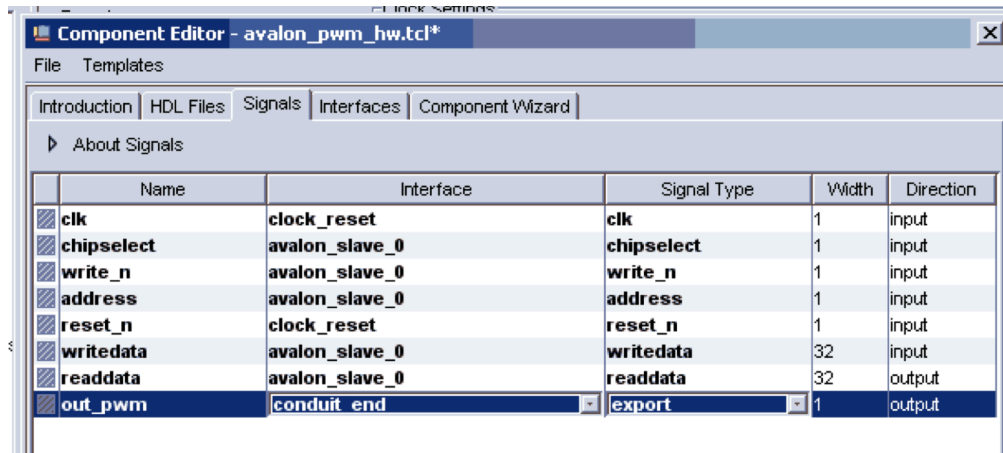 Clock Settings
Component Editor - avalon_pwm_hw.tcl*
File Templates
Introduction HDL Files Signals Interfaces Component Wizard
About Signals
Name Interface Signal Type Width Direction
clk clock_reset clk 1 input
chipselect avalon_slave_0 chipselect 1 input
write_n avalon_slave_0 write_n 1 input
address avalon_slave_0 address 1 input
reset_n clock_reset reset_n 1 input
writedata avalon_slave_0 writedata 32 input
readdata avalon_slave_0 readdata 32 output
out_pwm conduit_end export 1 output